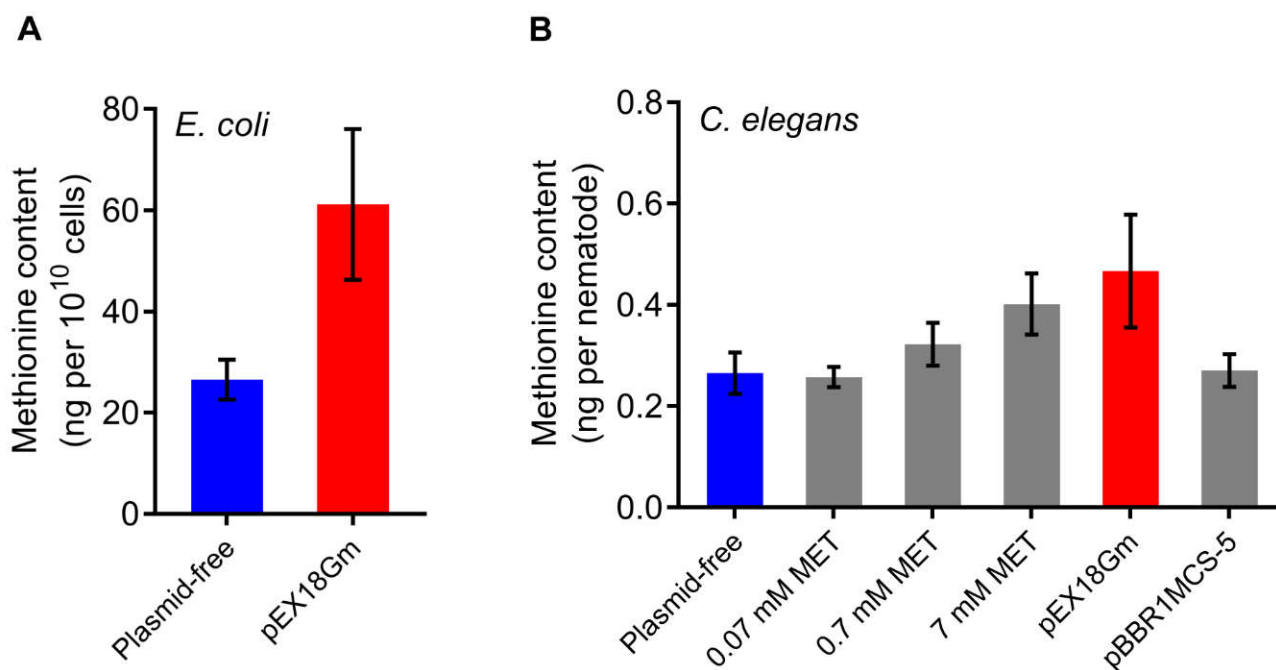 A
E. coli
Methionine content
(ng per 10¹⁰ cells)
80
60
40
20
0
Plasmid-free
pEX18Gm
B
C. elegans
Methionine content
(ng per nematode)
0.8
0.6
0.4
0.2
0.0
Plasmid-free
0.07 mM MET
0.7 mM MET
7 mM MET
pEX18Gm
pBBR1MCS-5